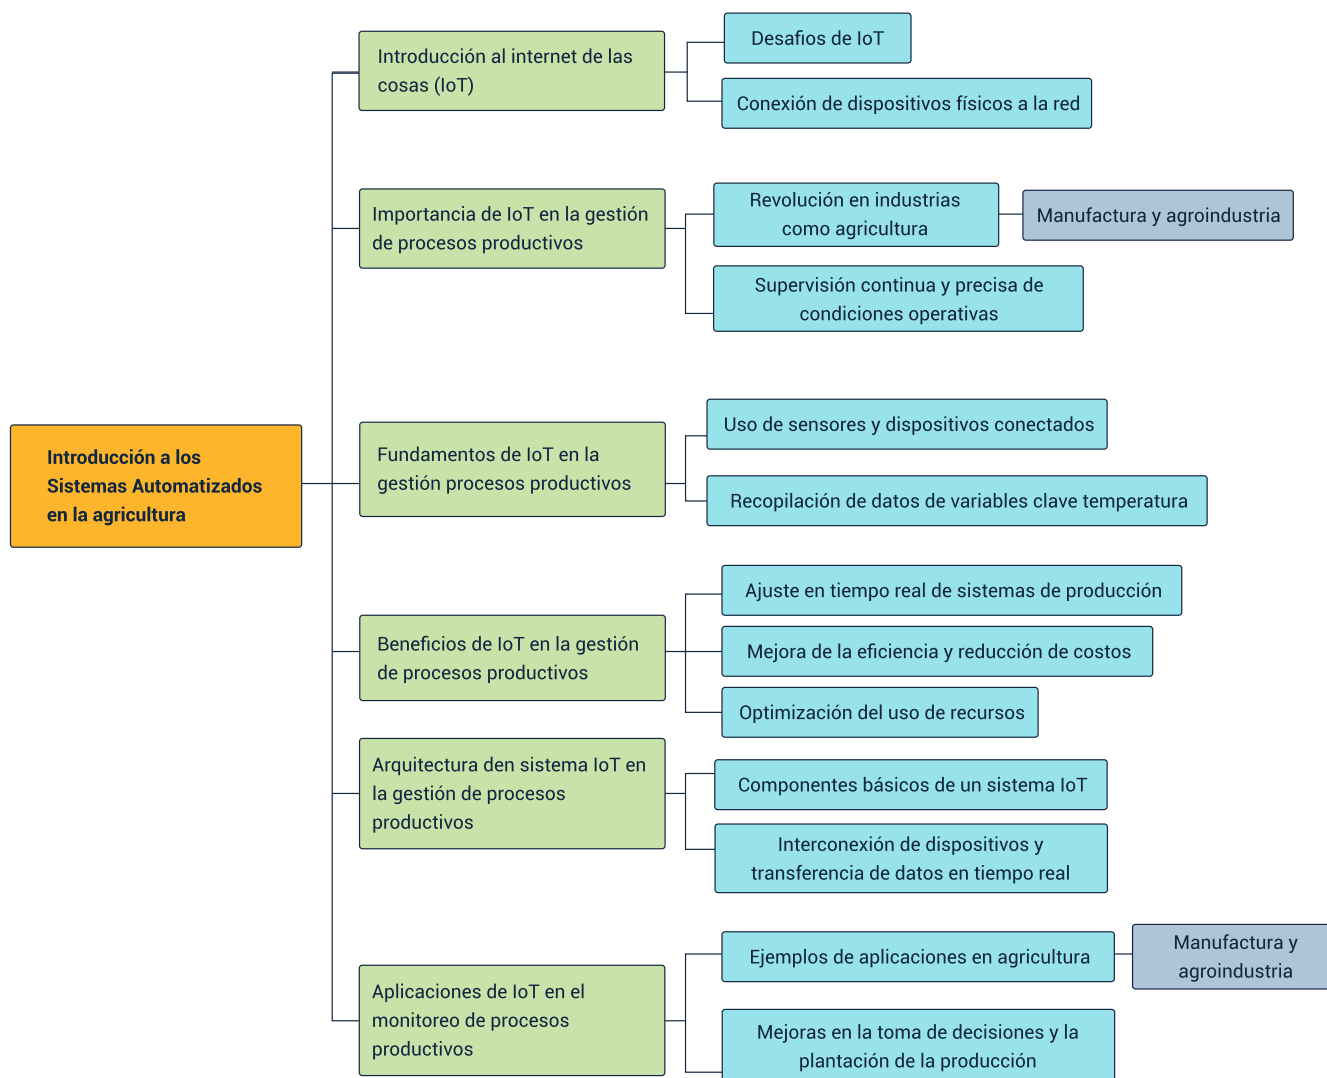 Introducción a los
Sistemas Automatizados
en la agricultura
Introducción al internet de las
cosas (IoT)
Desafios de IoT
Conexión de dispositivos físicos a la red
Importancia de IoT en la gestión
de procesos productivos
Revolución en industrias
como agricultura
Manufactura y agroindustria
Supervisión continua y precisa de
condiciones operativas
Fundamentos de IoT en la
gestión procesos productivos
Uso de sensores y dispositivos conectados
Recopilación de datos de variables clave temperatura
Beneficios de IoT en la gestión
de procesos productivos
Ajuste en tiempo real de sistemas de producción
Mejora de la eficiencia y reducción de costos
Optimización del uso de recursos
Arquitectura den sistema IoT en
la gestión de procesos
productivos
Componentes básicos de un sistema IoT
Interconexión de dispositivos y
transferencia de datos en tiempo real
Aplicaciones de IoT en el
monitoreo de procesos
productivos
Ejemplos de aplicaciones en agricultura
Manufactura y
agroindustria
Mejoras en la toma de decisiones y la
plantación de la producción